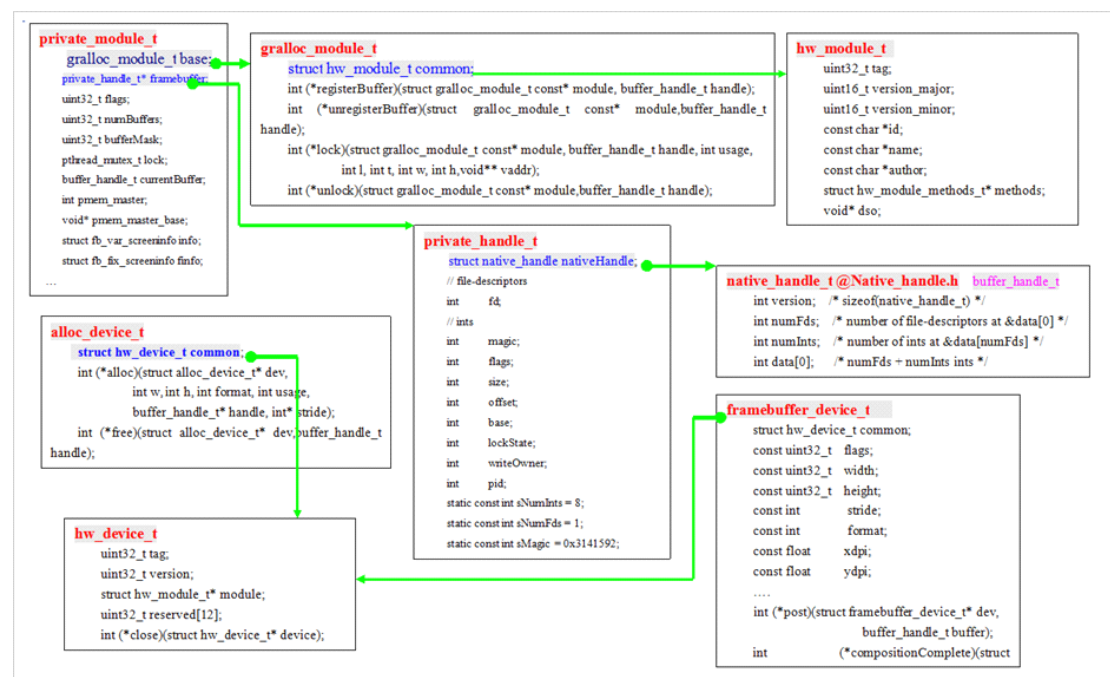 private_module_t
gralloc_module_t base;
private_handle_t* framebuffer;
uint32_t flags;
uint32_t numBuffers;
uint32_t bufferMask;
pthread_mutex_t lock;
buffer_handle_t currentBuffer;
int pmem_master;
void* pmem_master_base;
struct fb_var_screeninfo info;
struct fb_fix_screeninfo finfo;
...
gralloc_module_t
struct hw_module_t common;
int (*registerBuffer)(struct gralloc_module_t const* module, buffer_handle_t handle);
int (*unregisterBuffer)(struct gralloc_module_t const* module,buffer_handle_t
handle);
int (*lock)(struct gralloc_module_t const* module, buffer_handle_t handle, int usage,
int l, int t, int w, int h,void** vaddr);
int (*unlock)(struct gralloc_module_t const* module,buffer_handle_t handle);
hw_module_t
uint32_t tag;
uint16_t version_major;
uint16_t version_minor;
const char *id;
const char *name;
const char *author;
struct hw_module_methods_t* methods;
void* dso;
private_handle_t
struct native_handle nativeHandle;
// file-descriptors
int fd;
// ints
int magic;
int flags;
int size;
int offset;
int base;
int lockState;
int writeOwner;
int pid;
static const int sNumInts = 8;
static const int sNumFds = 1;
static const int sMagic = 0x3141592;
native_handle_t @Native_handle.h buffer_handle_t
int version; /* sizeof(native_handle_t) */
int numFds; /* number of file-descriptors at &data[0] */
int numInts; /* number of ints at &data[numFds] */
int data[0]; /* numFds + numInts ints */
alloc_device_t
struct hw_device_t common;
int (*alloc)(struct alloc_device_t* dev,
int w, int h, int format, int usage,
buffer_handle_t* handle, int* stride);
int (*free)(struct alloc_device_t* dev,buffer_handle_t
handle);
framebuffer_device_t
struct hw_device_t common;
const uint32_t flags;
const uint32_t width;
const uint32_t height;
const int stride;
const int format;
const float xdpi;
const float ydpi;
....
int (*post)(struct framebuffer_device_t* dev,
buffer_handle_t buffer);
int (*compositionComplete)(struct
hw_device_t
uint32_t tag;
uint32_t version;
struct hw_module_t* module;
uint32_t reserved[12];
int (*close)(struct hw_device_t* device);